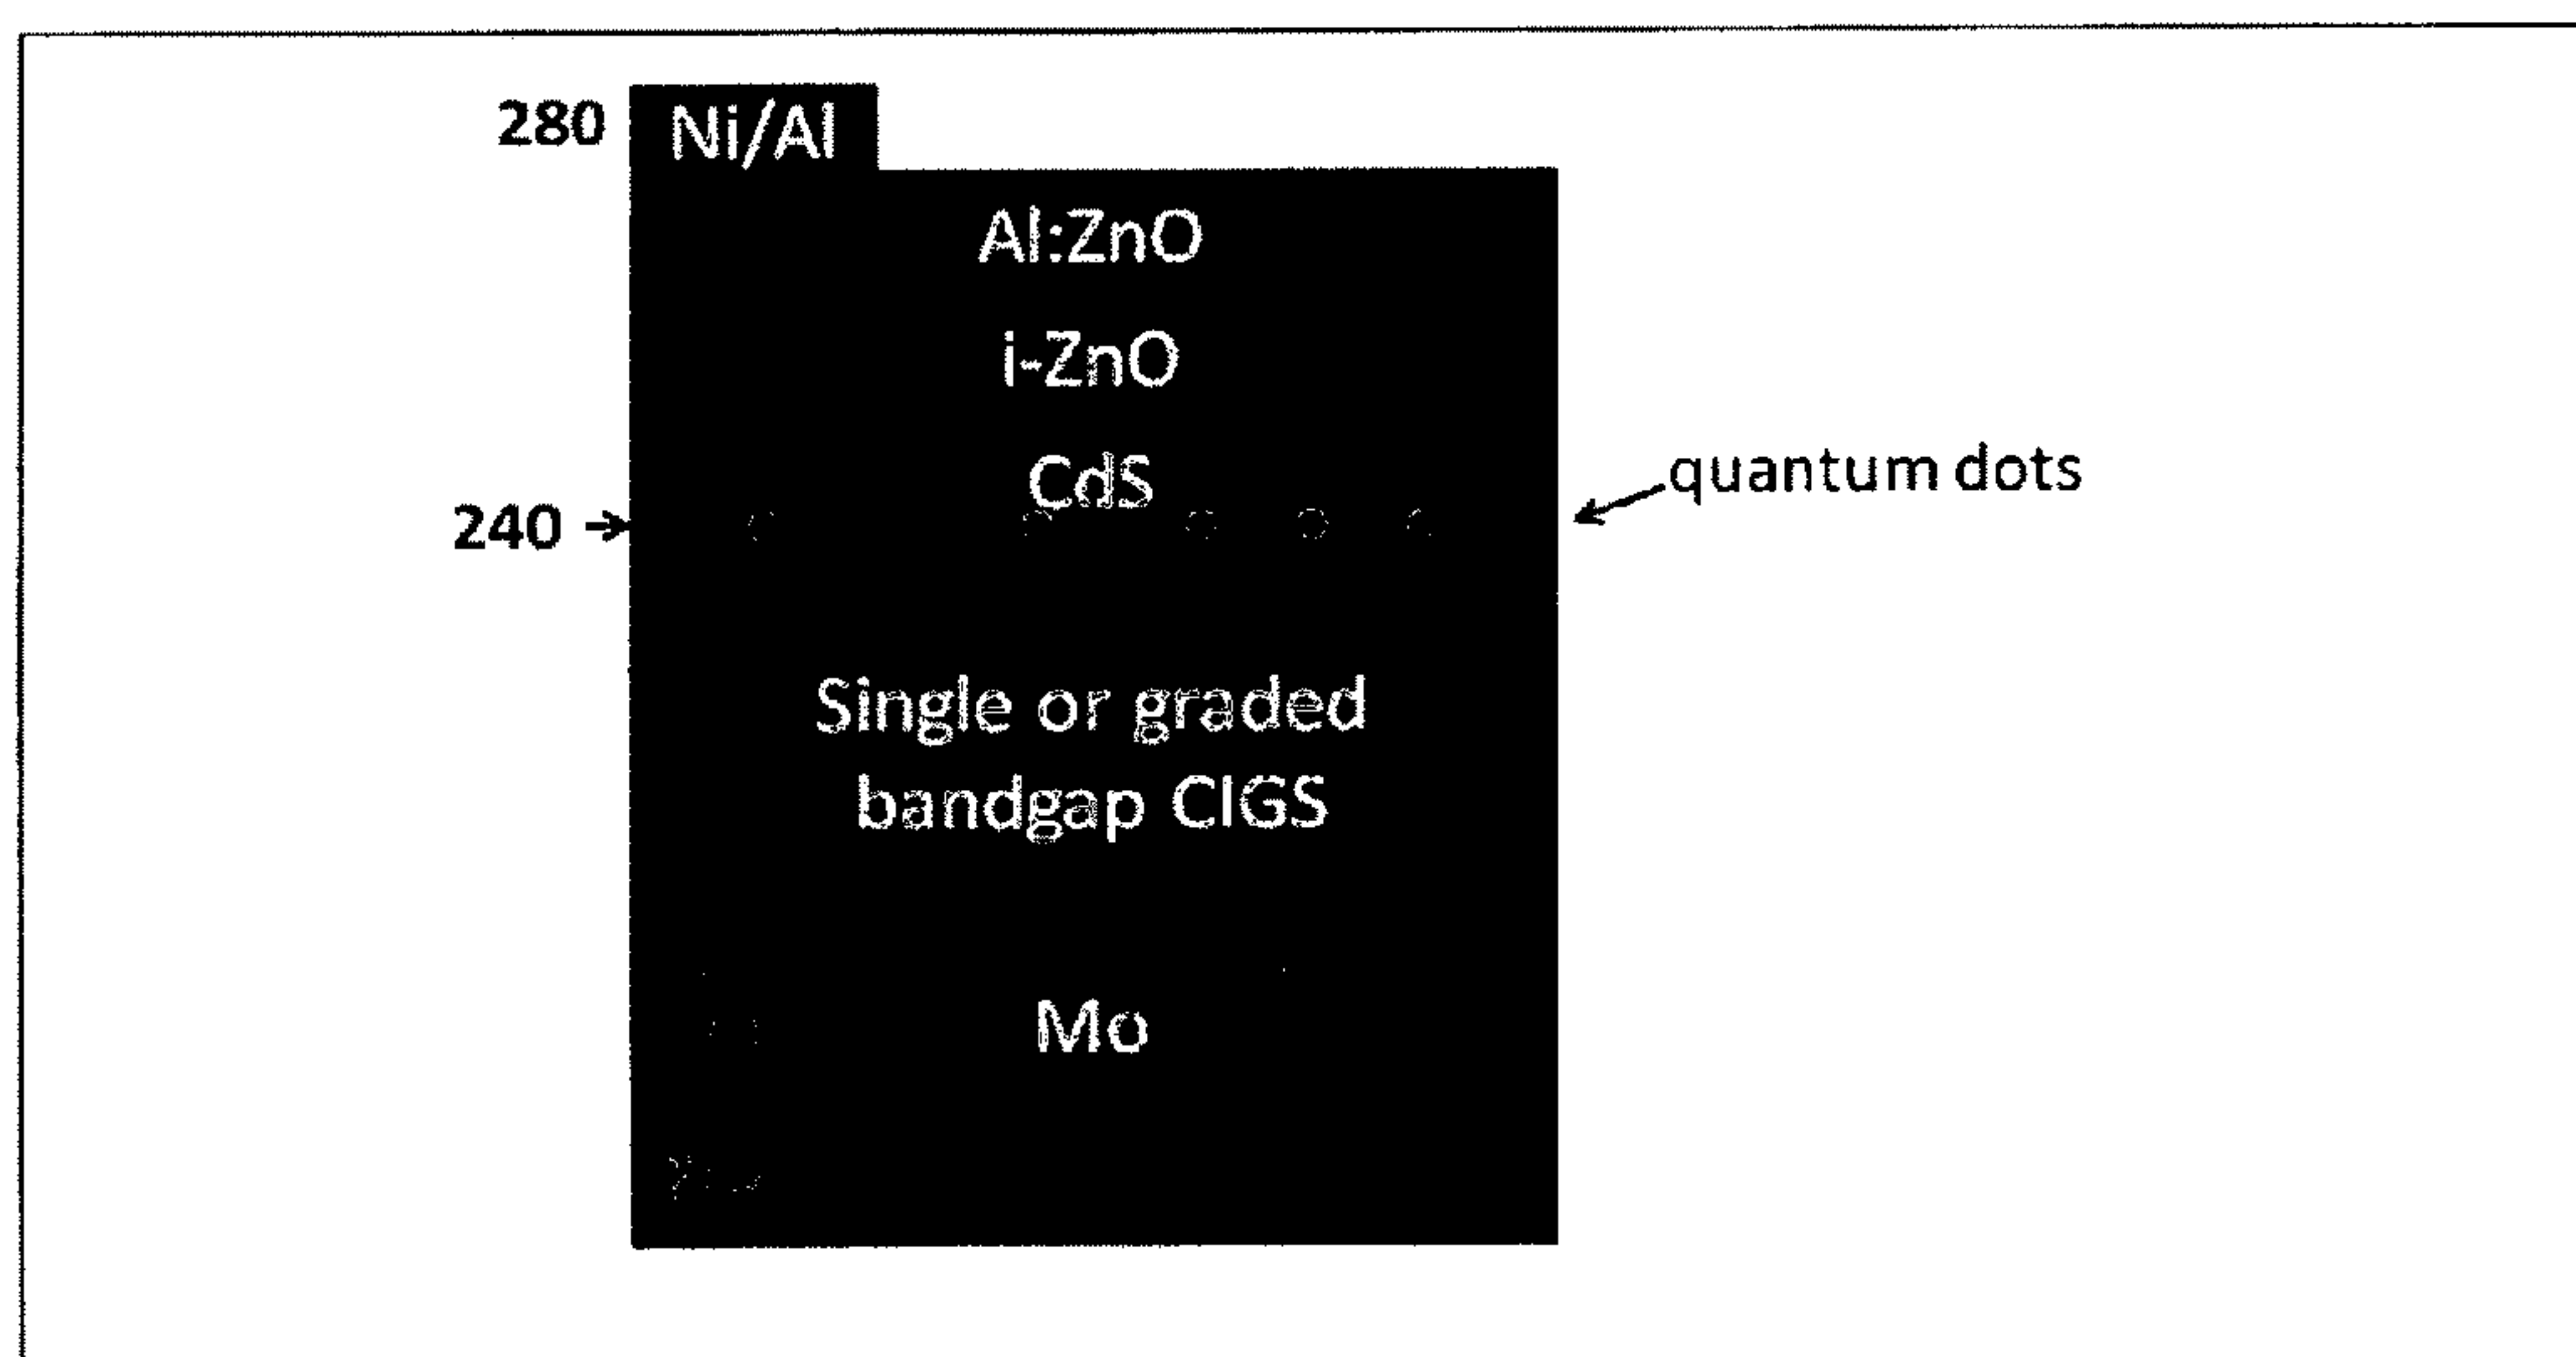 280 Ni/Al
Al:ZnO
i-ZnO
CdS
quantum dots
240
Single or graded
bandgap CIGS
Mo